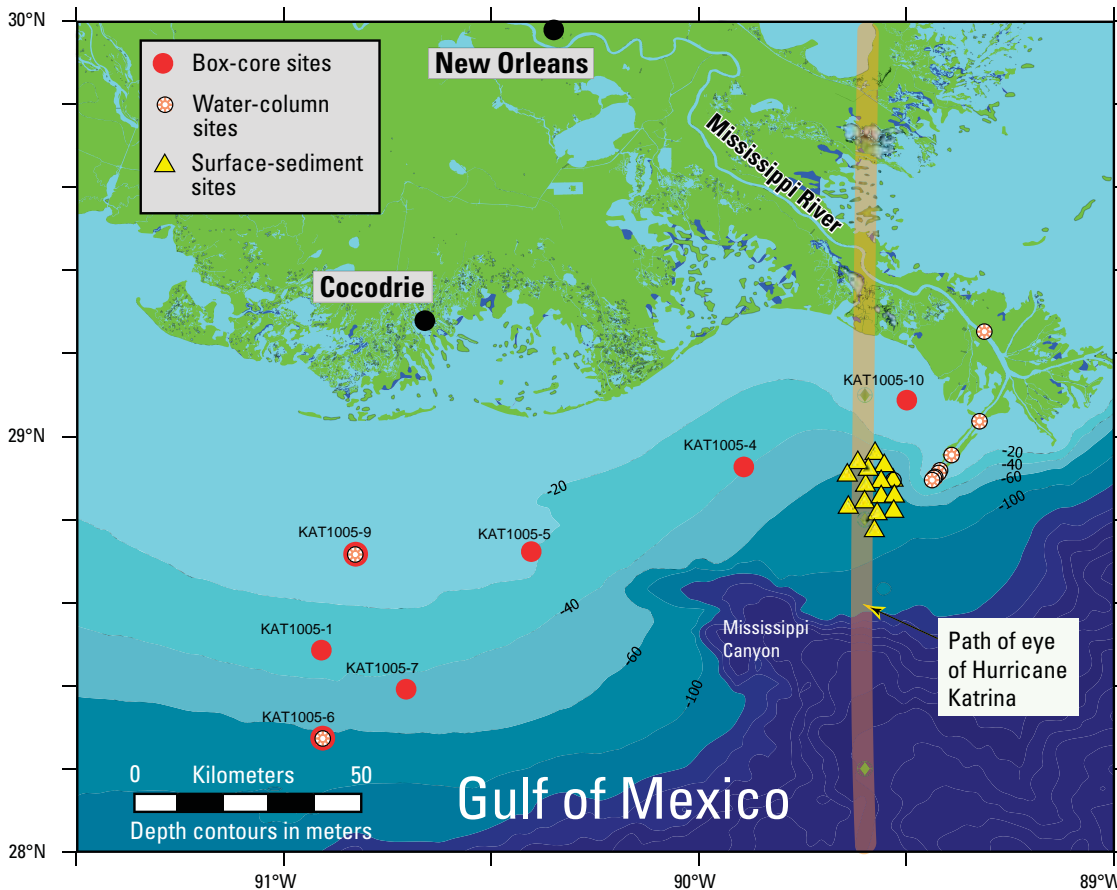 30°N
Box-core sites
Water-column
sites
Surface-sediment
sites
New Orleans
Mississippi River
Cocodrie
KAT1005-10
29°N
KAT1005-4
-20
-40
-60
-100
-20
KAT1005-9
KAT1005-5
-40
KAT1005-1
Mississippi
Canyon
Path of eye
of Hurricane
Katrina
KAT1005-7
-60
-100
KAT1005-6
0 Kilometers 50
Depth contours in meters
Gulf of Mexico
28°N
91°W
90°W
89°W